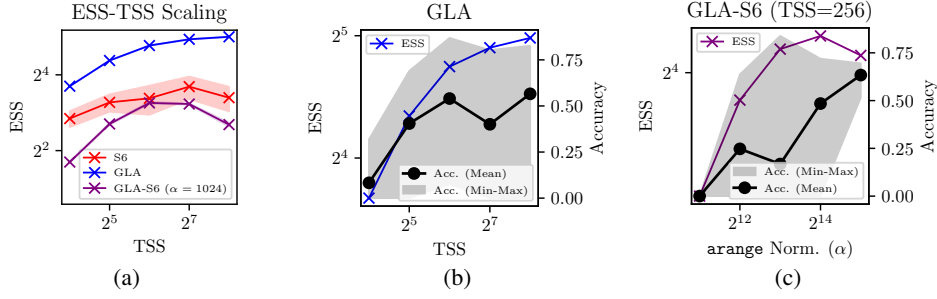 ESS-TSS Scaling
ESS
2^4
2^2
S6
GLA
GLA-S6 (α = 1024)
2^5
2^7
TSS
(a)
GLA
ESS
2^5
2^4
ESS
Acc. (Mean)
Acc. (Min-Max)
0.75
0.50
0.25
0.00
Accuracy
2^5
2^7
TSS
(b)
GLA-S6 (TSS=256)
ESS
2^4
ESS
Acc. (Min-Max)
Acc. (Mean)
0.75
0.50
0.25
0.00
Accuracy
2^12
2^14
arange Norm. (α)
(c)